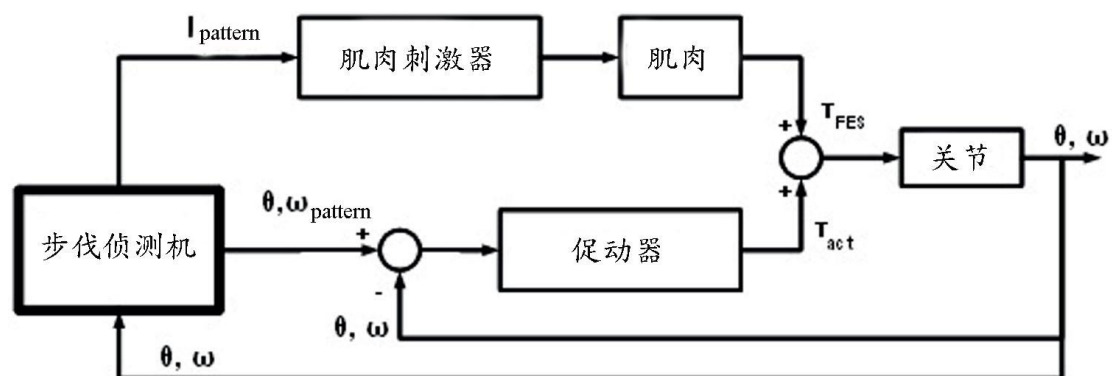 I pattern
肌肉刺激器
肌肉
+
T FES
关节
θ, ω
步伐侦测机
θ,ω pattern
+
+
促动器
T act
-
θ, ω
θ, ω